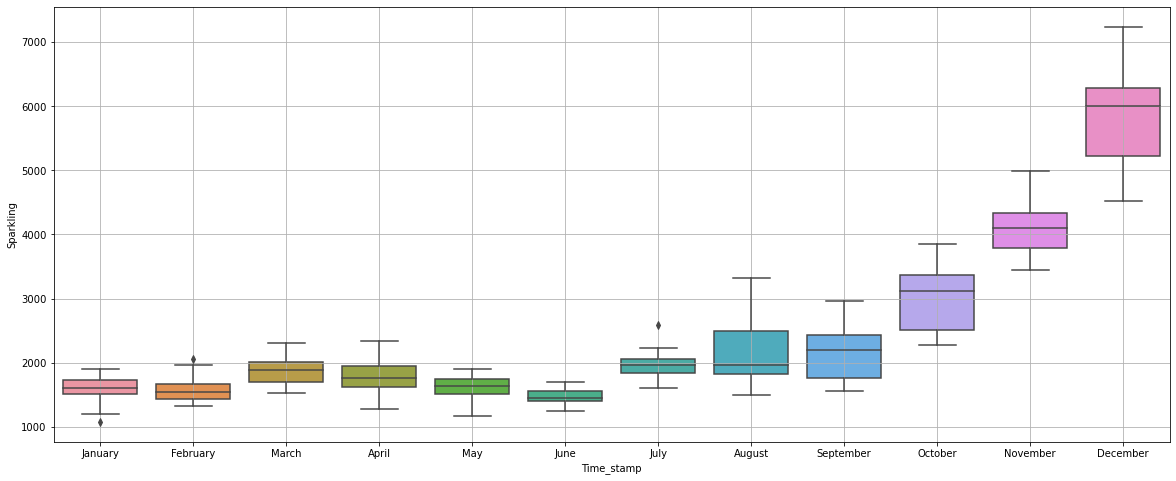 7000
6000
5000
4000
3000
2000
1000
Sparkling
January February March April May June July August September October November December
Time_stamp